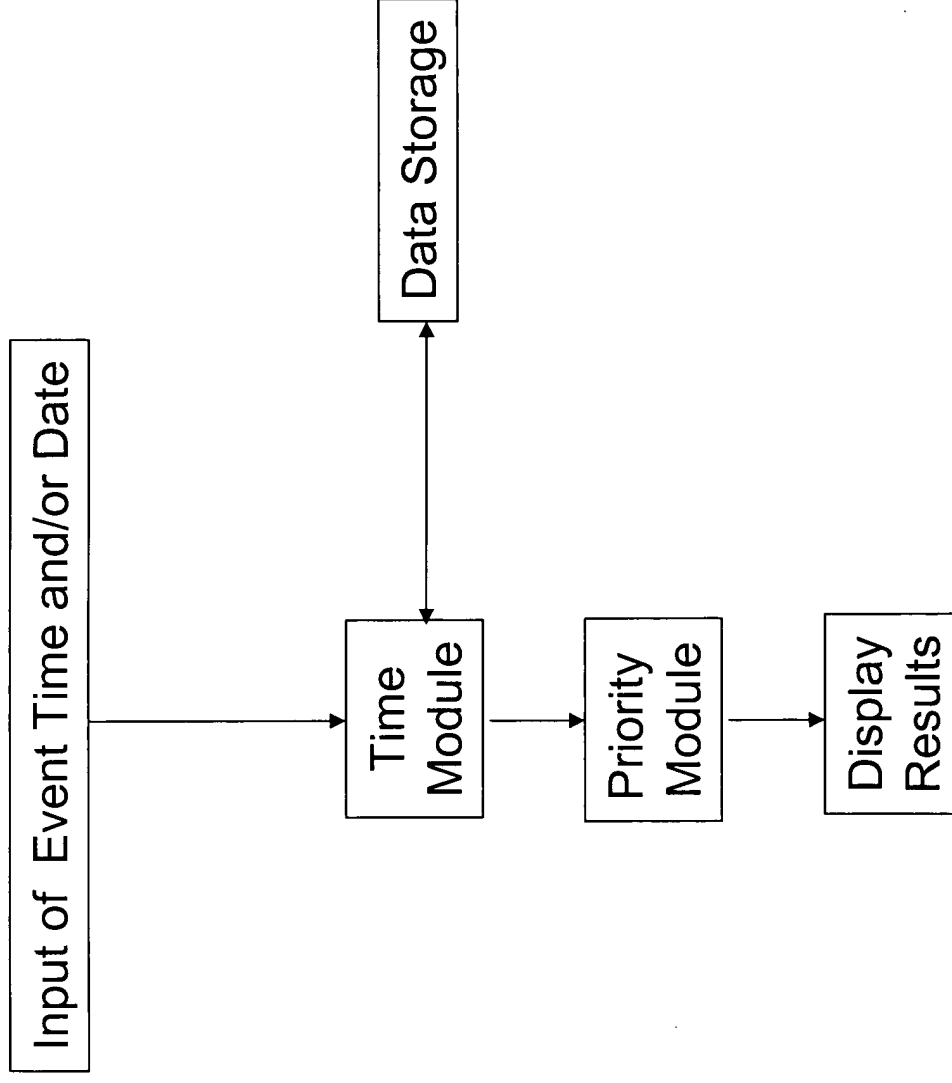 Input of Event Time and/or Date
Data Storage
Time
Module
Priority
Module
Display
Results